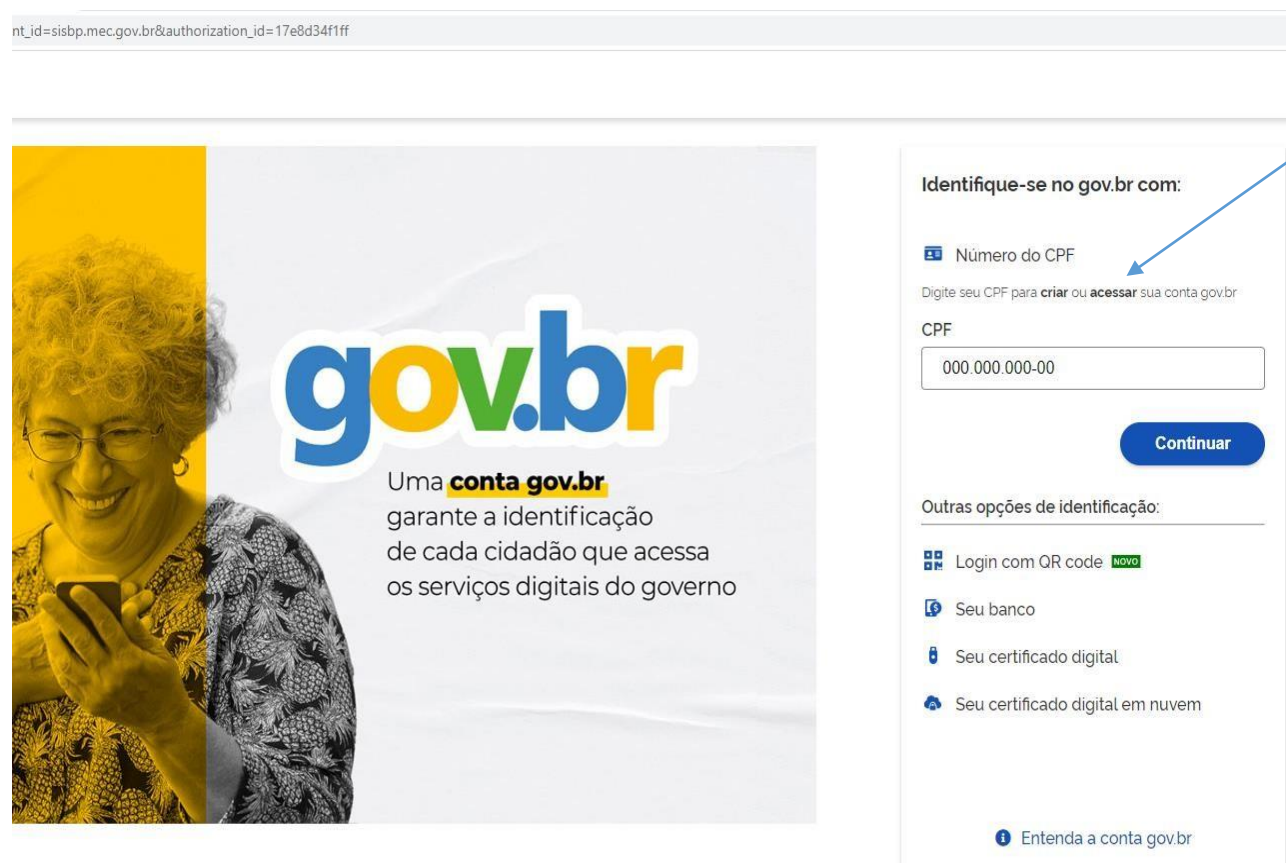 nt_id=sisbp.mec.gov.br&authorization_id=17e8d34f1ff
gov.br
Uma conta gov.br
garante a identificação
de cada cidadão que acessa
os serviços digitais do governo
Identifique-se no gov.br com:
Número do CPF
Digite seu CPF para criar ou acessar sua conta gov.br
CPF
000.000.000-00
Continuar
Outras opções de identificação:
Login com QR code NOVO
Seu banco
Seu certificado digital
Seu certificado digital em nuvem
Entenda a conta gov.br